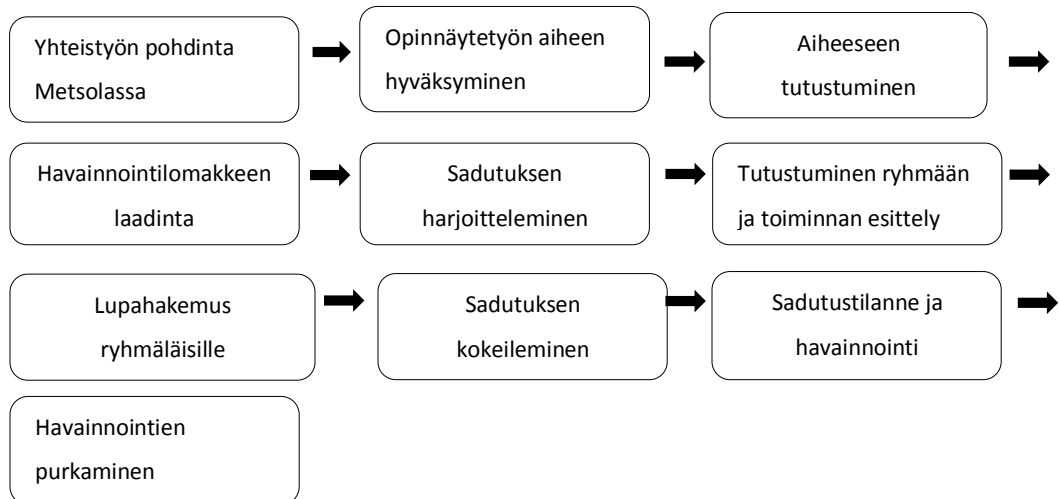 Yhteistyön pohdinta
Metsolassa
Opinnäytetyön aiheen
hyväksyminen
Aiheeseen
tutustuminen
Havainnointilomakkeen
laadinta
Sadutuksen
harjoitteleminen
Tutustuminen ryhmään
ja toiminnan esittely
Lupahakemus
ryhmäläisille
Sadutuksen
kokeileminen
Sadutustilanne ja
havainnointi
Havainnointien
purkaminen